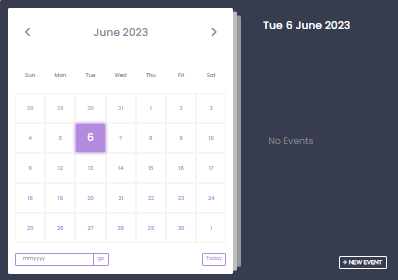 June 2023
Sun Mon Tue Wed Thu Fri Sat
28 29 30 31 1 2 3
4 5 6 7 8 9 10
11 12 13 14 15 16 17
18 19 20 21 22 23 24
25 26 27 28 29 30 1
mmyyyy go Today
Tue 6 June 2023
No Events
+ NEW EVENT